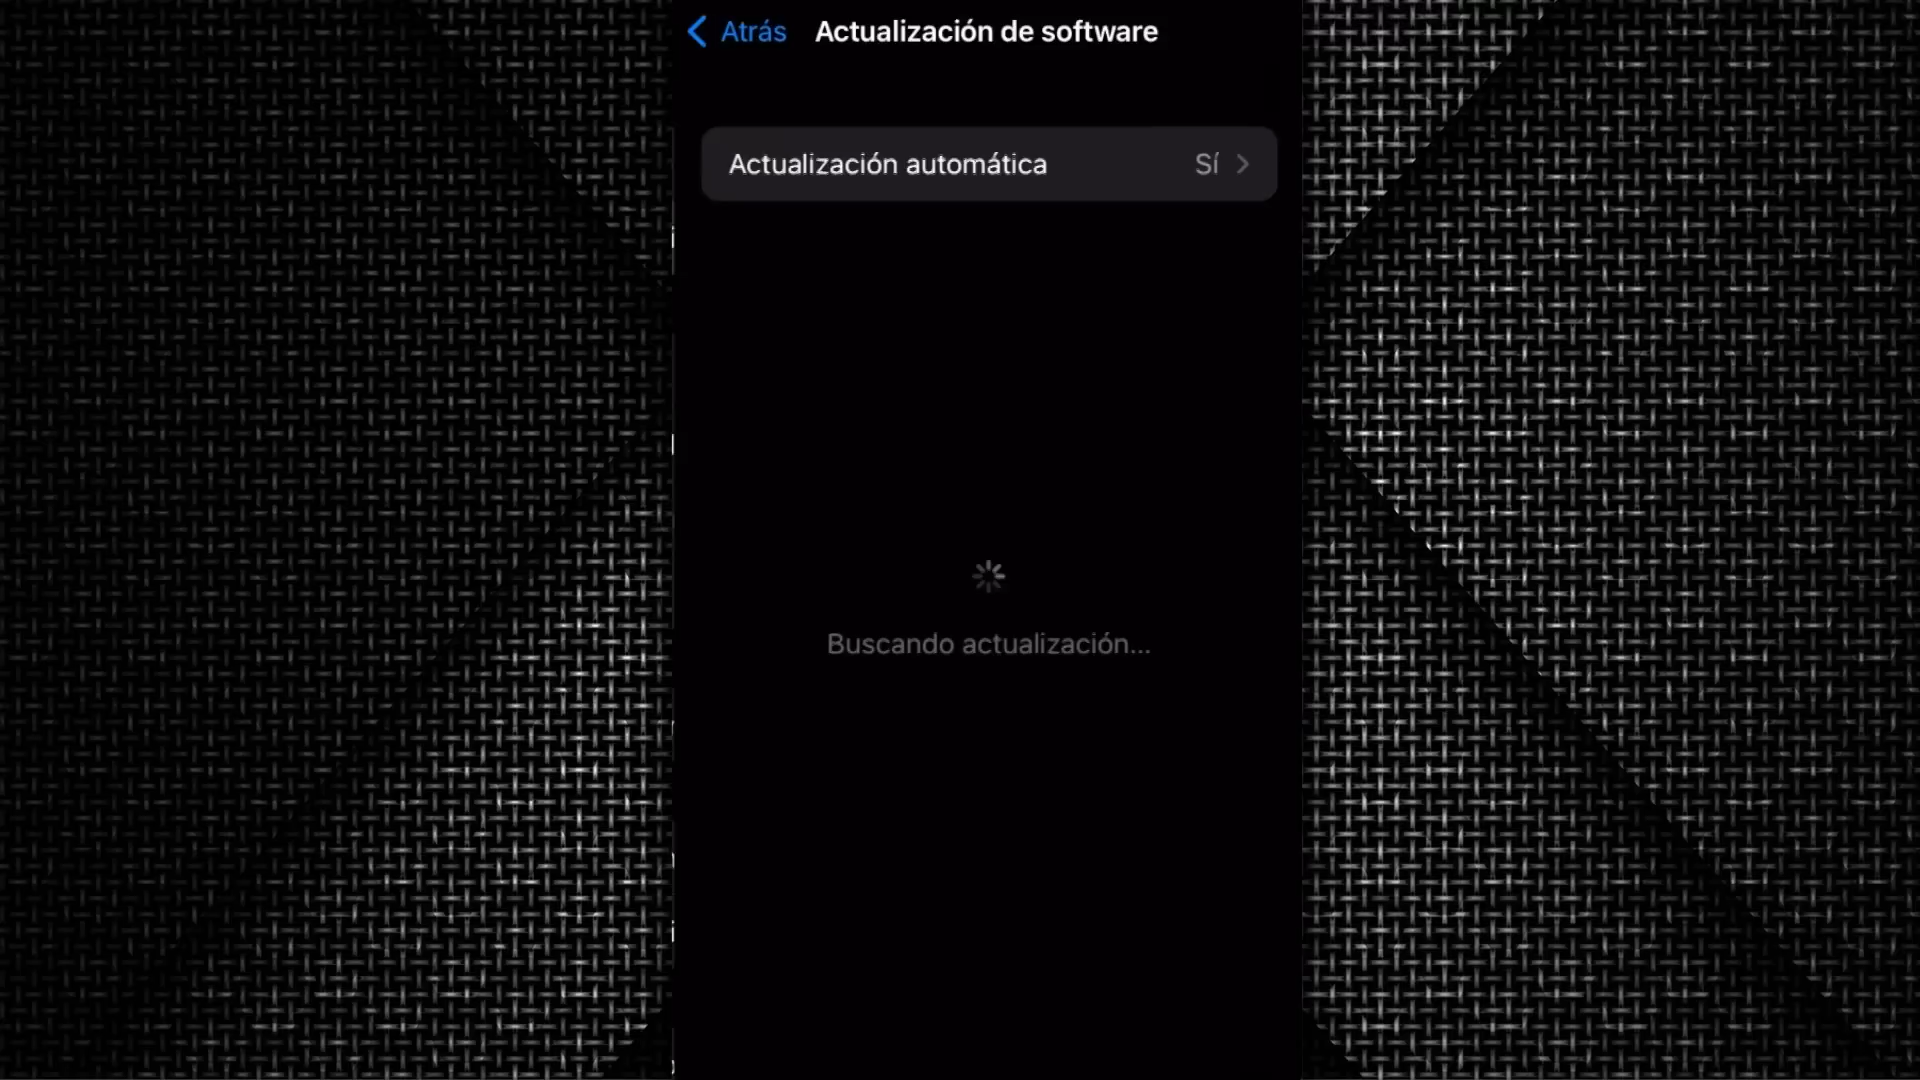 Atrás
Actualización de software
Actualización automática
Sí
Buscando actualización...